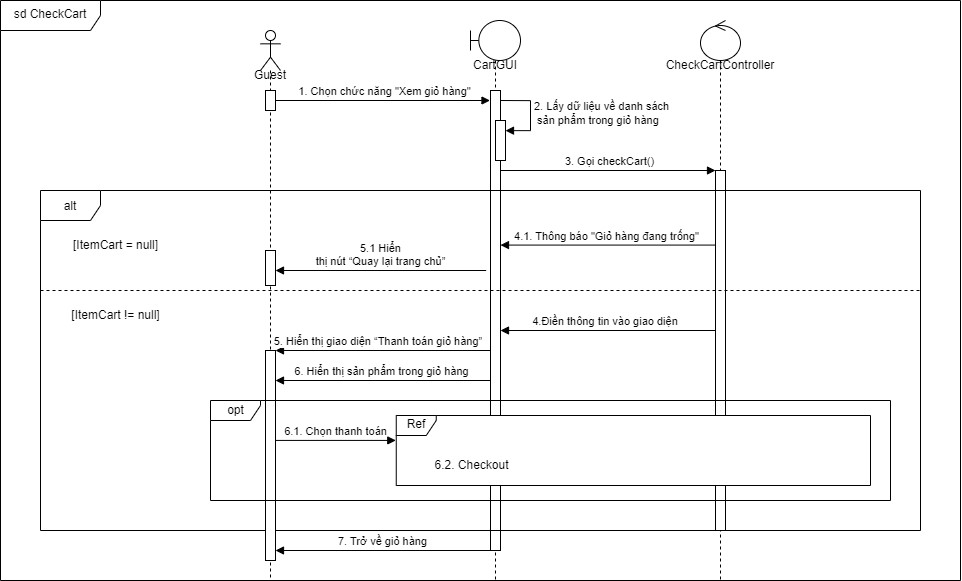 sd CheckCart
Guest
CartGUI
CheckCartController
1. Chọn chức năng "Xem giỏ hàng"
2. Lấy dữ liệu về danh sách
sản phẩm trong giỏ hàng
3. Gọi checkCart()
alt
[ItemCart = null]
4.1. Thông báo "Giỏ hàng đang trống"
5.1 Hiển
thị nút “Quay lại trang chủ”
[ItemCart != null]
4.Điền thông tin vào giao diện
5. Hiển thị giao diện “Thanh toán giỏ hàng”
6. Hiển thị sản phẩm trong giỏ hàng
opt
6.1. Chọn thanh toán
Ref
6.2. Checkout
7. Trở về giỏ hàng